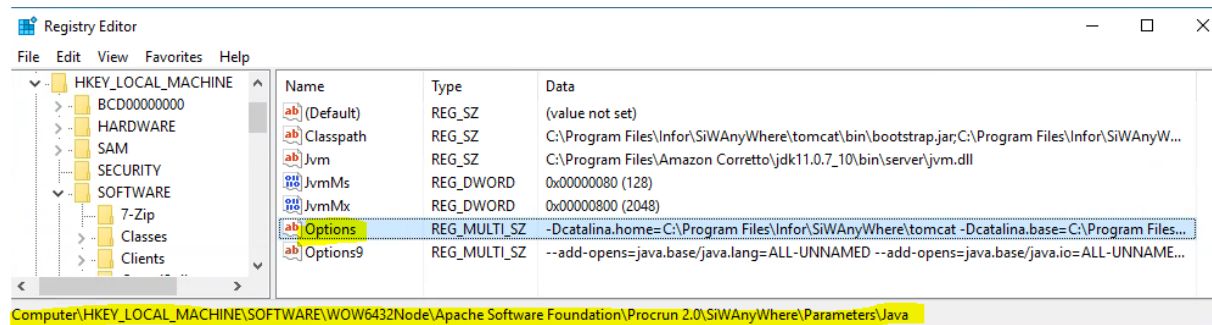 Registry Editor
File Edit View Favorites Help
HKEY_LOCAL_MACHINE
BCD00000000
HARDWARE
SAM
SECURITY
SOFTWARE
7-Zip
Classes
Clients
Name Type Data
(Default) REG_SZ (value not set)
Classpath REG_SZ C:\Program Files\Infor\SiWAnyWhere\tomcat\bin\bootstrap.jar;C:\Program Files\Infor\SiWAnyW...
Jvm REG_SZ C:\Program Files\Amazon Corretto\jdk11.0.7_10\bin\server\jvm.dll
JvmMs REG_DWORD 0x00000080 (128)
JvmMx REG_DWORD 0x00000800 (2048)
Options REG_MULTI_SZ -Dcatalina.home=C:\Program Files\Infor\SiWAnyWhere\tomcat -Dcatalina.base=C:\Program Files...
Options9 REG_MULTI_SZ --add-opens=java.base/java.lang=ALL-UNNAMED --add-opens=java.base/java.io=ALL-UNNAME...
Computer\HKEY_LOCAL_MACHINE\SOFTWARE\WOW6432Node\Apache Software Foundation\Procrun 2.0\SiWAnyWhere\Parameters\Java